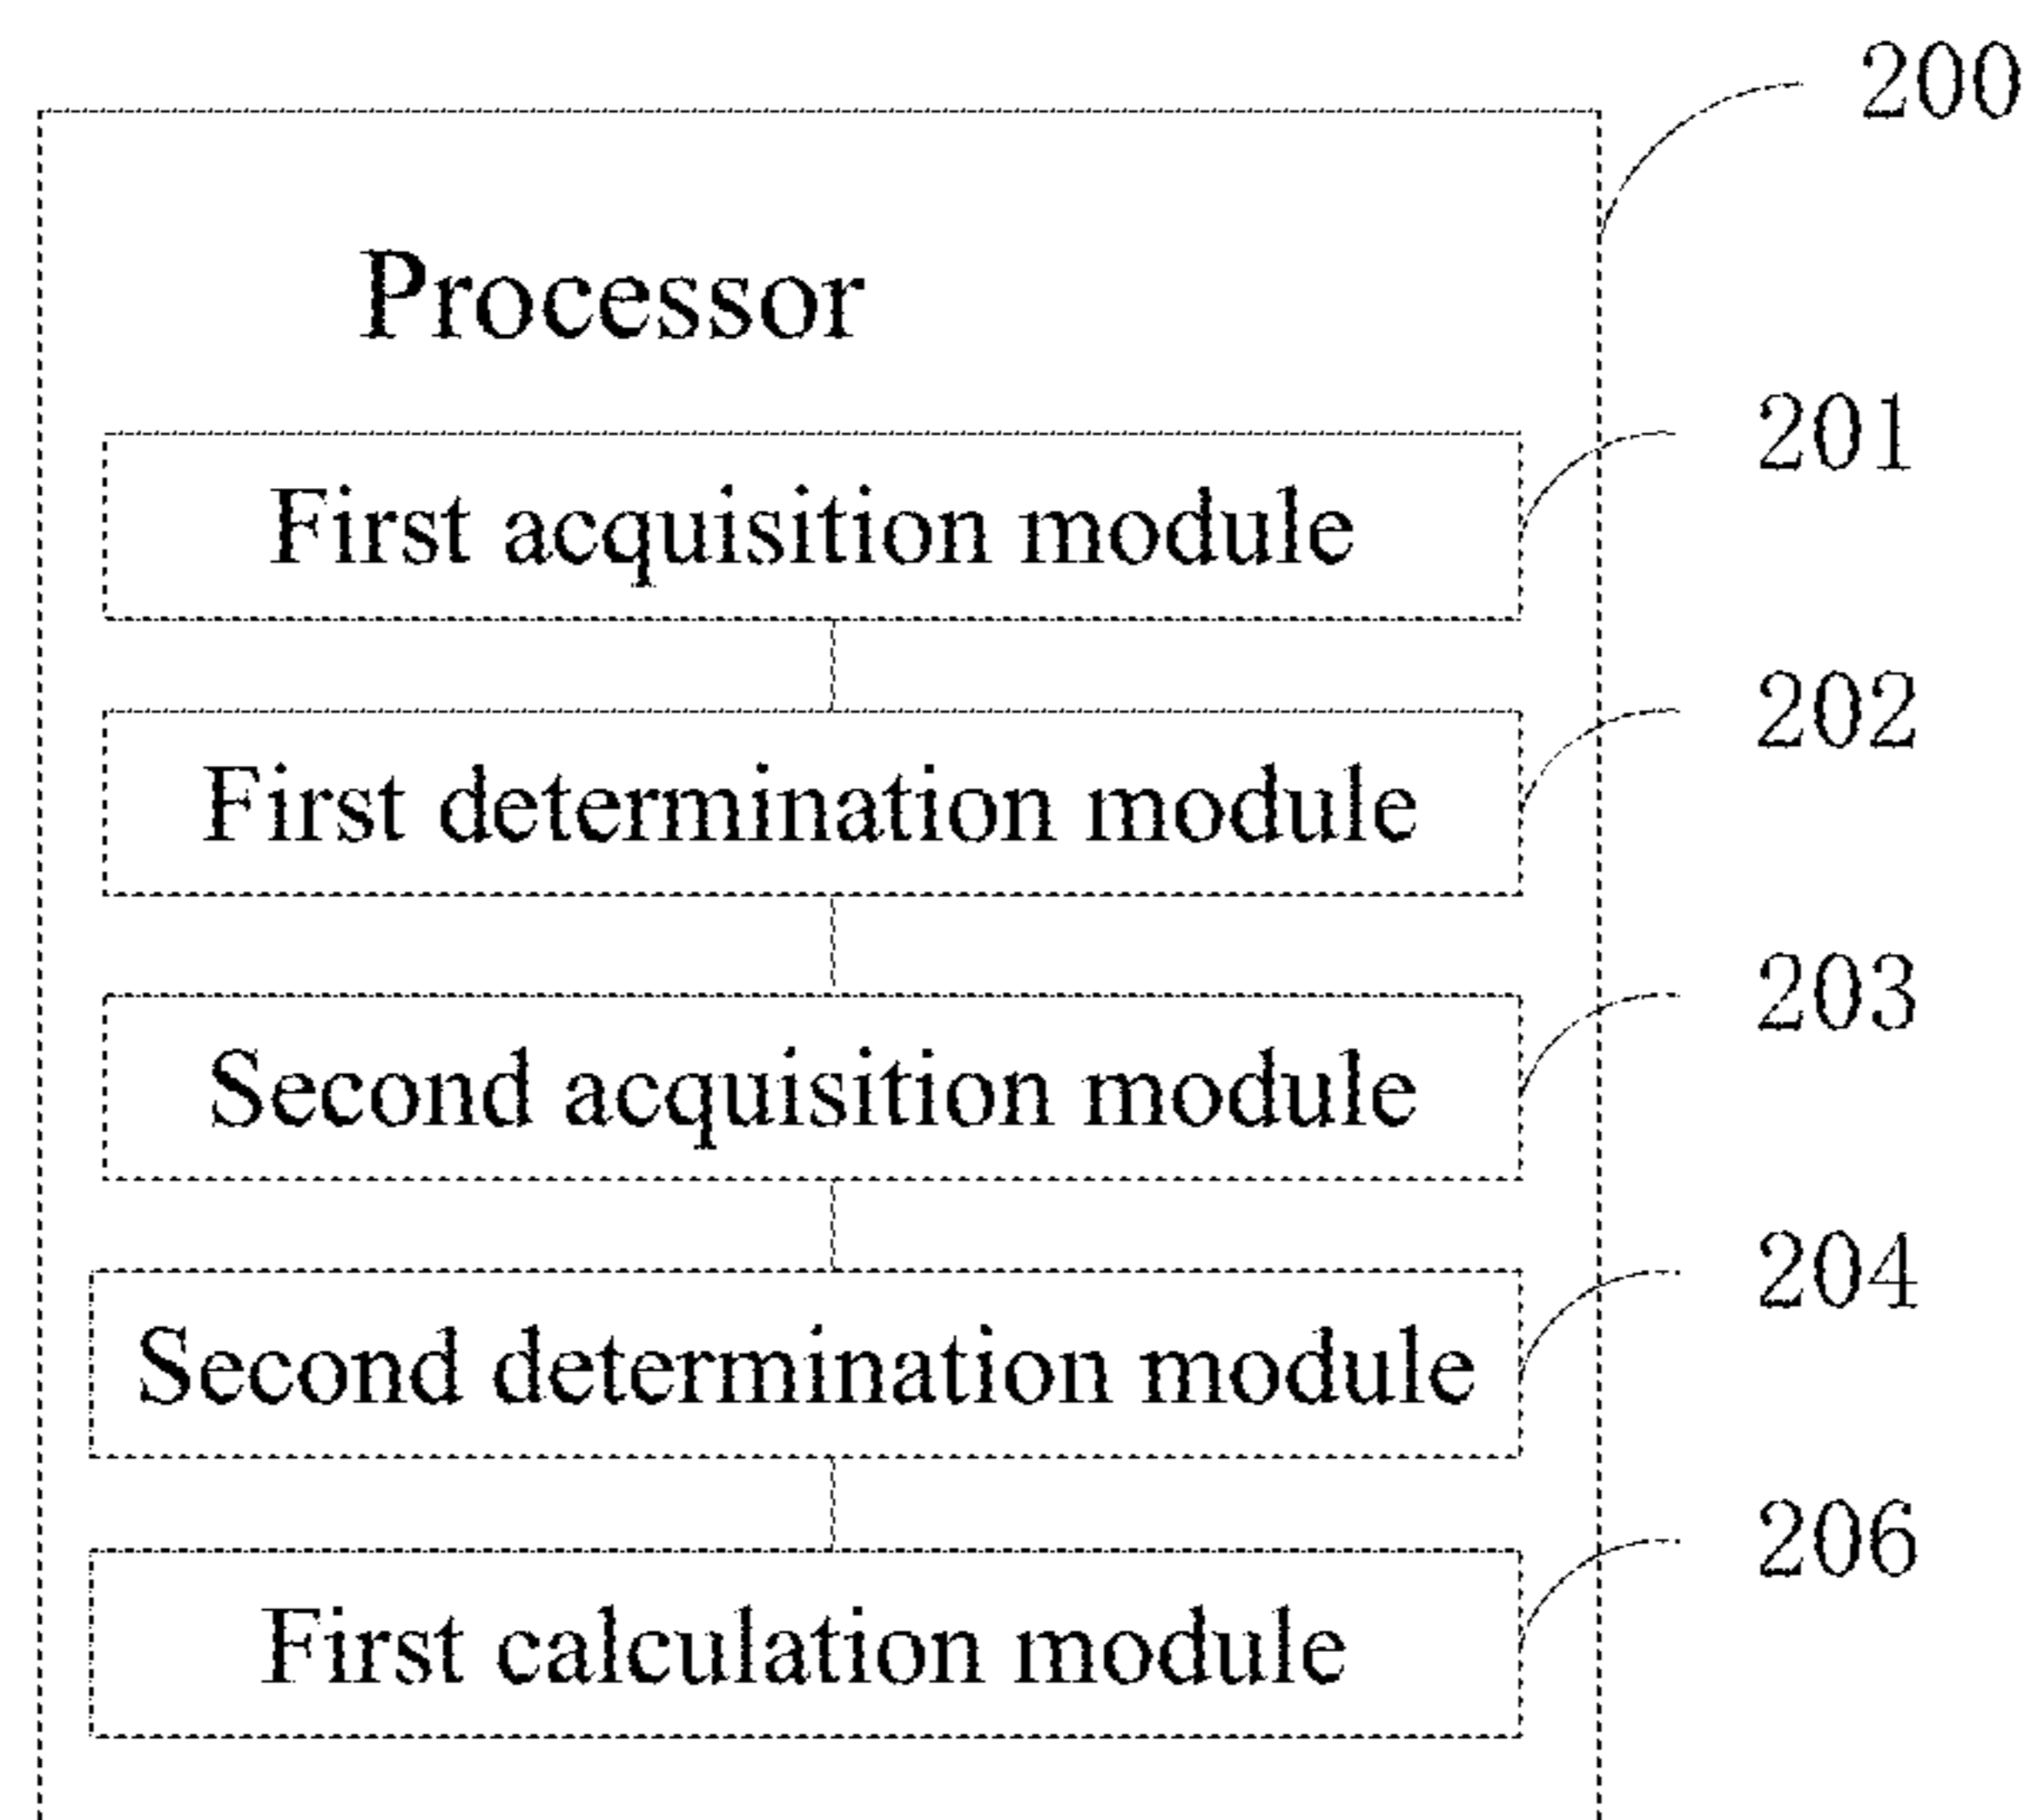 200
Processor
201
First acquisition module
202
First determination module
203
Second acquisition module
204
Second determination module
206
First calculation module